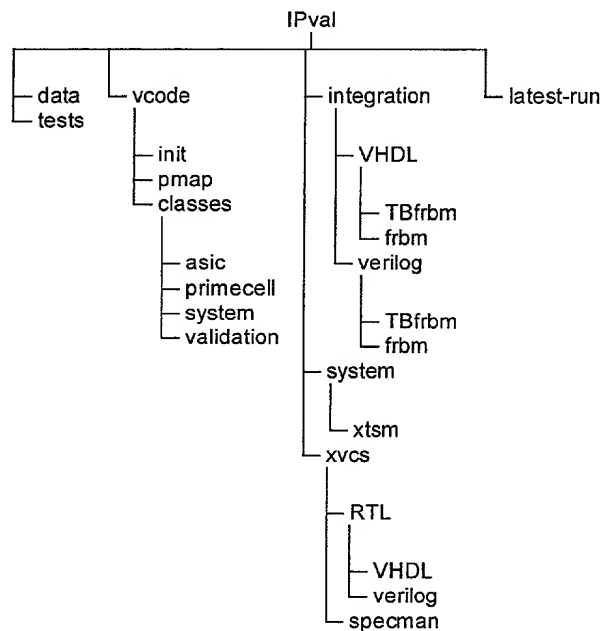 IPval
data
tests
vcode
init
pmap
classes
asic
primecell
system
validation
integration
VHDL
TBfrbm
frbm
verilog
TBfrbm
frbm
system
xtsm
xvcs
RTL
VHDL
verilog
specman
latest-run